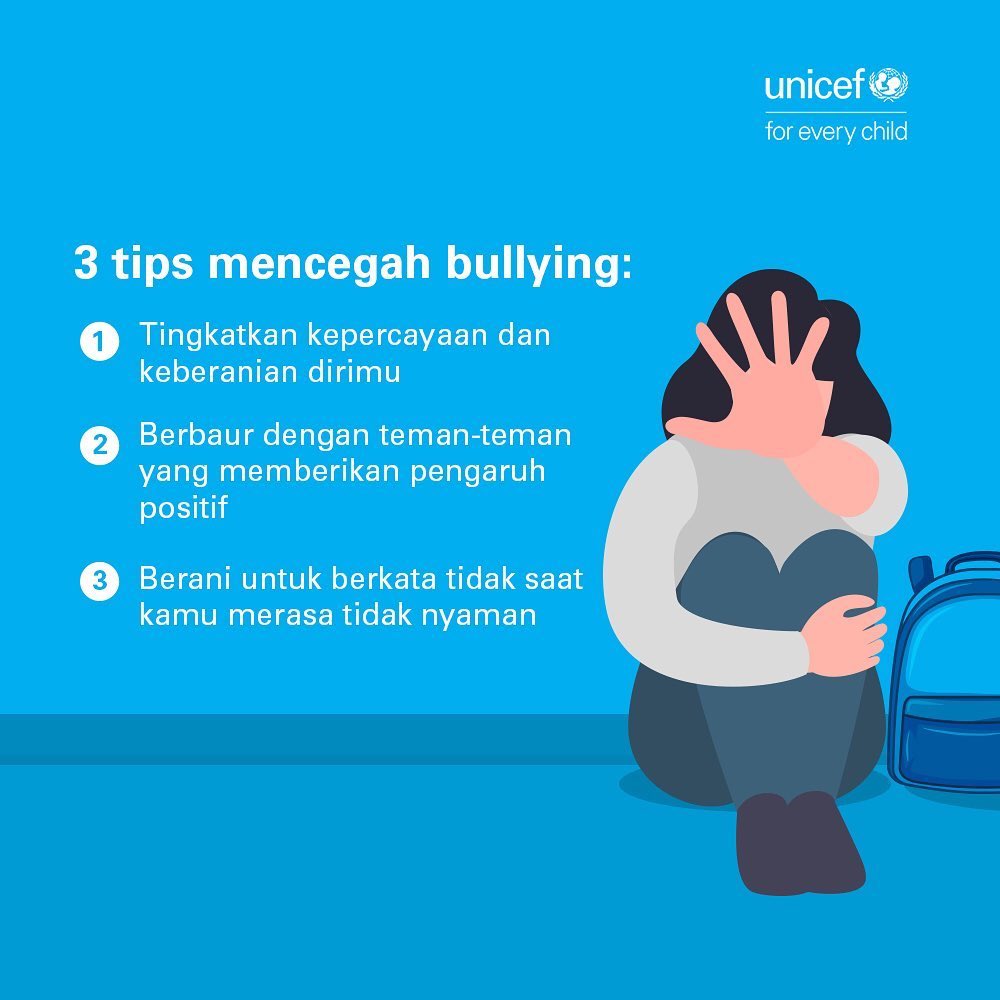 unicef
for every child
3 tips mencegah bullying:
1 Tingkatkan kepercayaan dan
keberanian dirimu
2 Berbaur dengan teman-teman
yang memberikan pengaruh
positif
3 Berani untuk berkata tidak saat
kamu merasa tidak nyaman